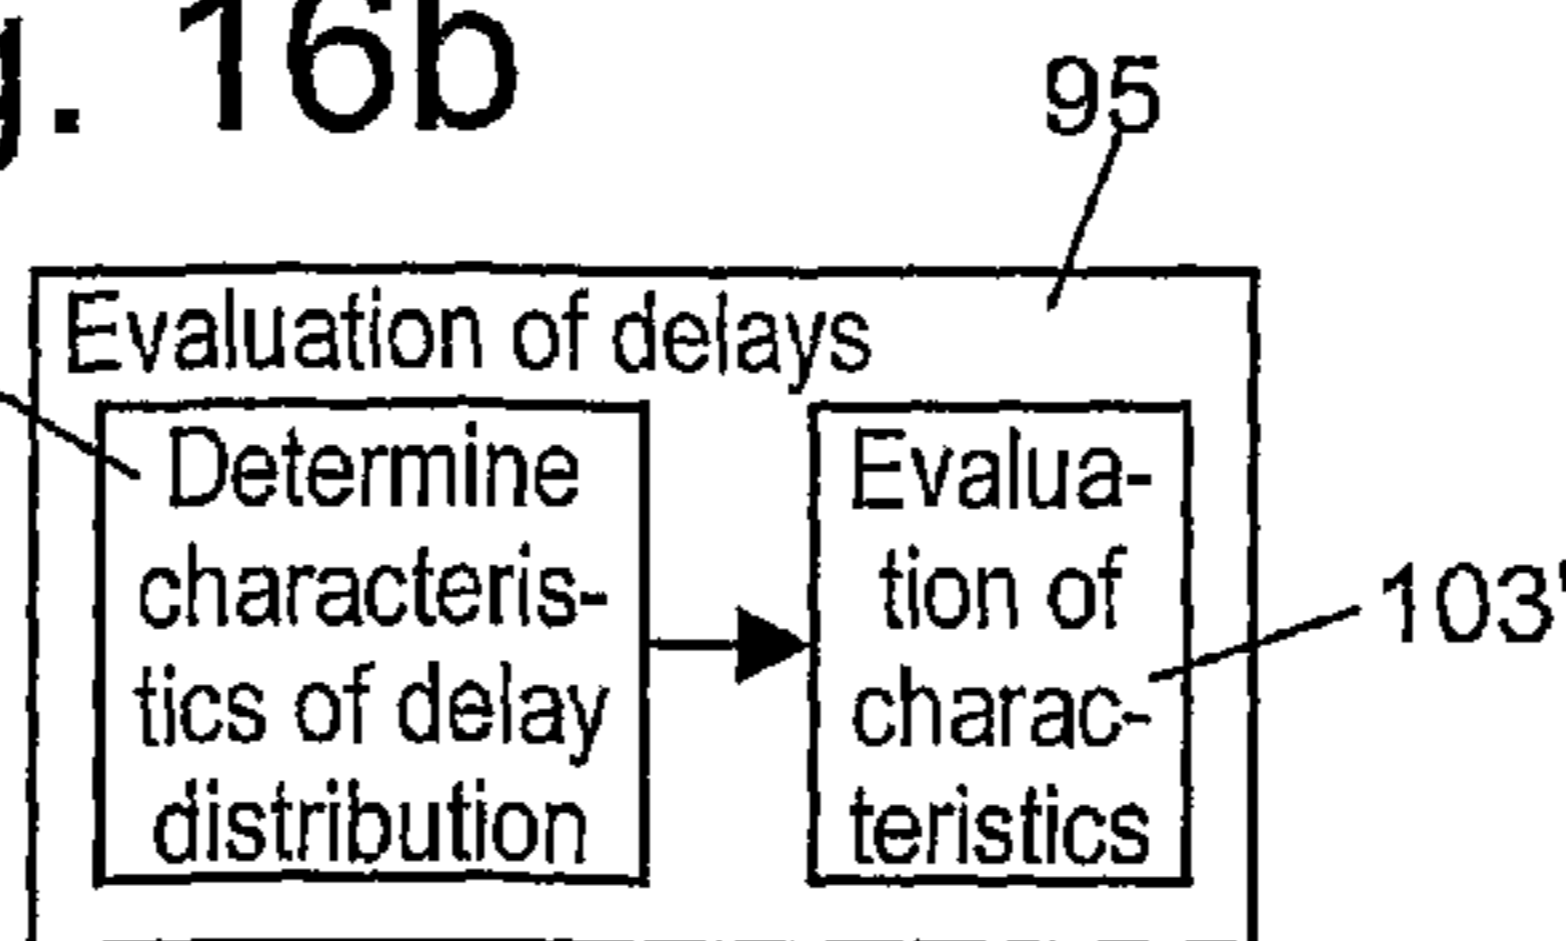 g. 16b
95
Evaluation of delays
Determine
characteris-
tics of delay
distribution
Evalua-
tion of
charac-
teristics
103'